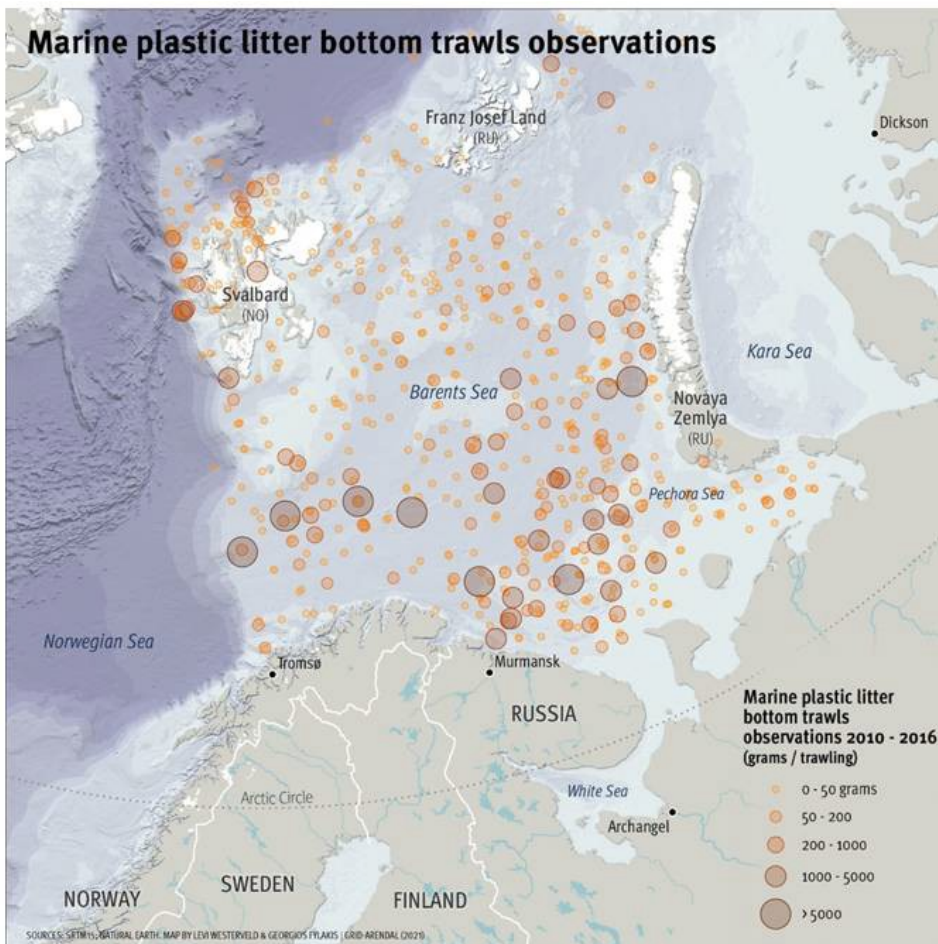 Marine plastic litter bottom trawls observations
Franz Josef Land
(RU)
Dickson
Svalbard
(NO)
Kara Sea
Barents Sea
Novaya
Zemlya
(RU)
Pechora Sea
Norwegian Sea
Tromsø
Murmansk
RUSSIA
Marine plastic litter
bottom trawls
observations 2010 - 2016
(grams / trawling)
0 - 50 grams
50 - 200
200 - 1000
1000 - 5000
> 5000
White Sea
Arctic Circle
Archangel
NORWAY
SWEDEN
FINLAND
NATURAL EARTH. MAP BY LEVI WESTERVELD & GEORGIOS FYLAKIS | GRID-ARENDAL (2021)